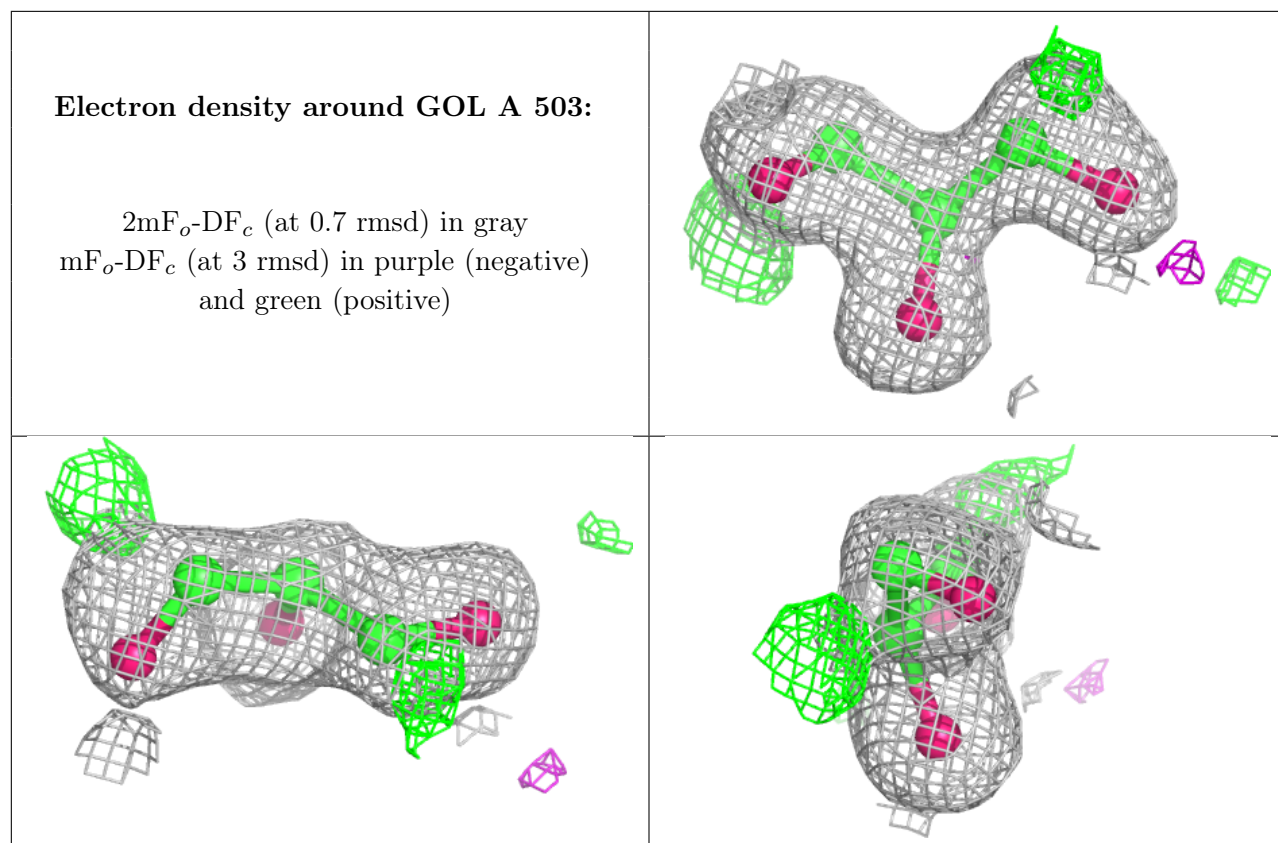 Electron density around GOL A 503:
2mFo-DFc (at 0.7 rmsd) in gray
mFo-DFc (at 3 rmsd) in purple (negative)
and green (positive)